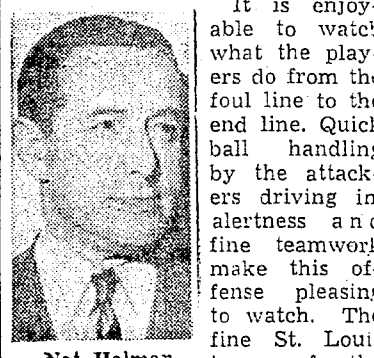 It is enjoy-
able to watch
what the play-
ers do from the
foul line to the
end line. Quick
ball handling
by the attack-
ers driving in
alertness and
fine teamwork
make this of-
fense pleasing
to watch. The
fine St. Loui
Nat Holman